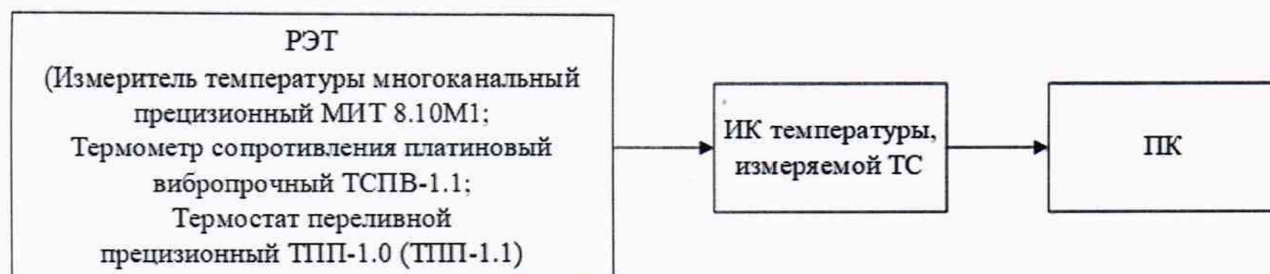 РЭТ
(Измеритель температуры многоканальный
прецизионный МИТ 8.10М1;
Термометр сопротивления платиновый
вибропрочный ТСПВ-1.1;
Термостат переливной
прецизионный ТПП-1.0 (ТПП-1.1)
ИК температуры,
измеряемой ТС
ПК